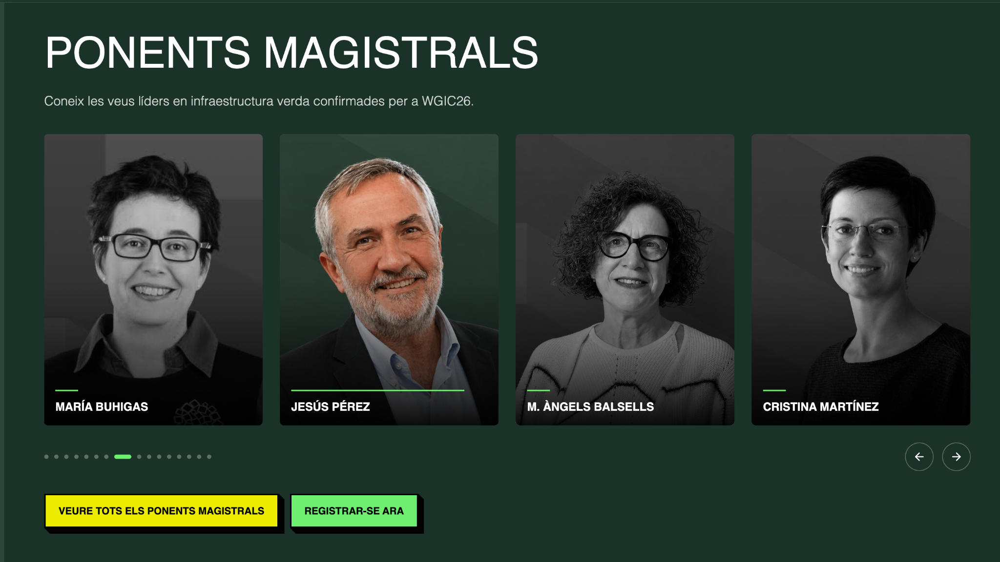 PONENTS MAGISTRALS
Coneix les veus líders en infraestructura verda confirmades per a WGIC26.
MARÍA BUHIGAS
JESÚS PÉREZ
M. ÀNGELS BALSELLS
CRISTINA MARTÍNEZ
VEURE TOTS ELS PONENTS MAGISTRALS
REGISTRAR-SE ARA